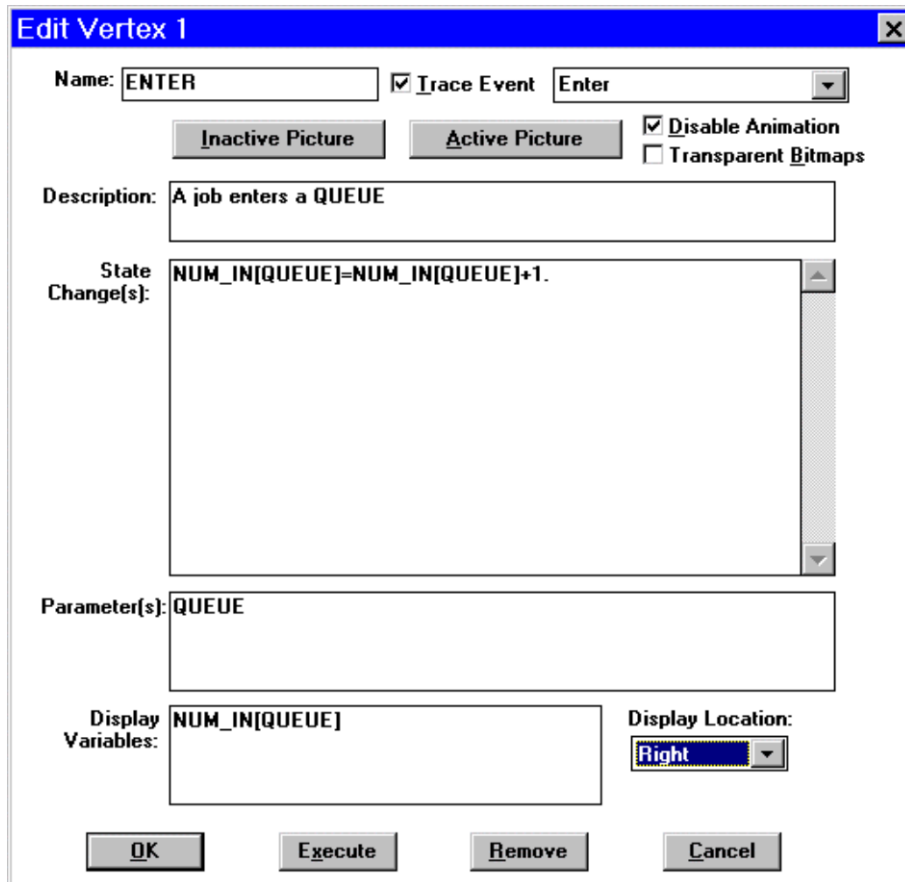 Edit Vertex 1
Name: ENTER Trace Event Enter
Inactive Picture Active Picture Disable Animation
Transparent Bitmaps
Description: A job enters a QUEUE
State Change(s): NUM_IN[QUEUE]=NUM_IN[QUEUE]+1.
Parameter(s): QUEUE
Display Variables: NUM_IN[QUEUE] Display Location:
Right
OK Execute Remove Cancel